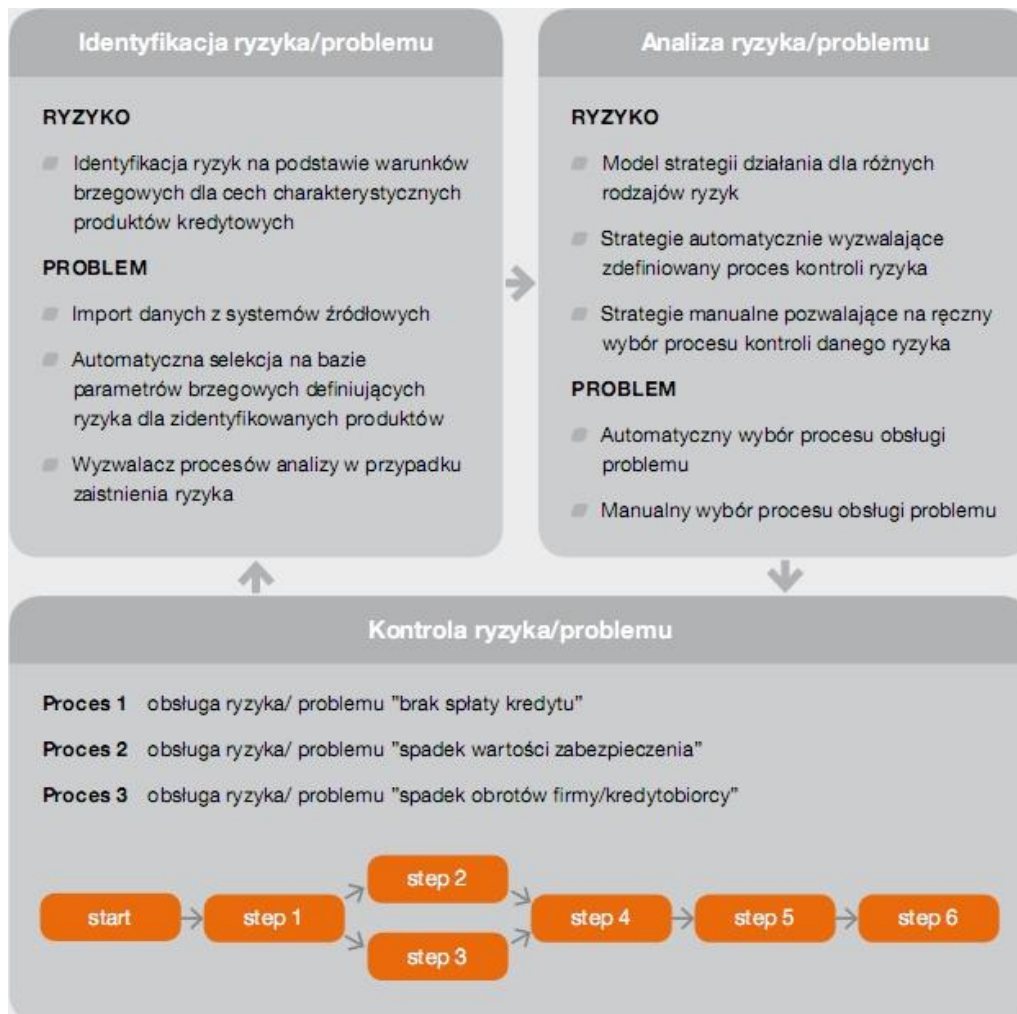 Identyfikacja ryzyka/problemu
RYZYKO
Identyfikacja ryzyk na podstawie warunków
brzegowych dla cech charakterystycznych
produktów kredytowych
PROBLEM
Import danych z systemów źródłowych
Automatyczna selekcja na bazie
parametrów brzegowych definiujących
ryzyka dla zidentyfikowanych produktów
Wyzwalacz procesów analizy w przypadku
zaistnienia ryzyka
Analiza ryzyka/problemu
RYZYKO
Model strategii działania dla różnych
rodzajów ryzyk
Strategie automatycznie wyzwalające
zdefiniowany proces kontroli ryzyka
Strategie manualne pozwalające na ręczny
wybór procesu kontroli danego ryzyka
PROBLEM
Automatyczny wybór procesu obsługi
problemu
Manualny wybór procesu obsługi problemu
Kontrola ryzyka/problemu
Proces 1 obsługa ryzyka/ problemu "brak spłaty kredytu"
Proces 2 obsługa ryzyka/ problemu "spadek wartości zabezpieczenia"
Proces 3 obsługa ryzyka/ problemu "spadek obrotów firmy/kredytobiorcy"
start
step 1
step 2
step 3
step 4
step 5
step 6